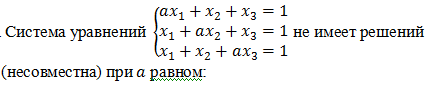 . Система уравнений { ax₁ + x₂ + x₃ = 1
x₁ + ax₂ + x₃ = 1 не имеет решений
x₁ + x₂ + ax₃ = 1
(несовместна) при a равном: